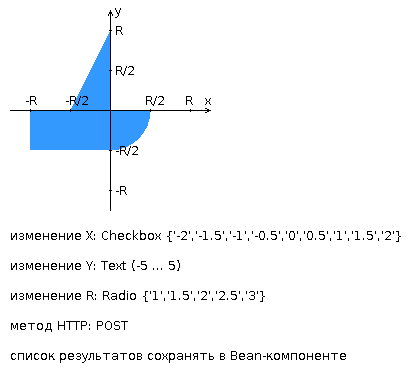 y
R
R/2
-R
-R/2
R/2
R
x
-R/2
-R
изменение X: Checkbox {'-2','-1.5','-1','-0.5','0','0.5','1','1.5','2'}
изменение Y: Text (-5 ... 5)
изменение R: Radio {'1','1.5','2','2.5','3'}
метод HTTP: POST
список результатов сохранять в Bean-компоненте